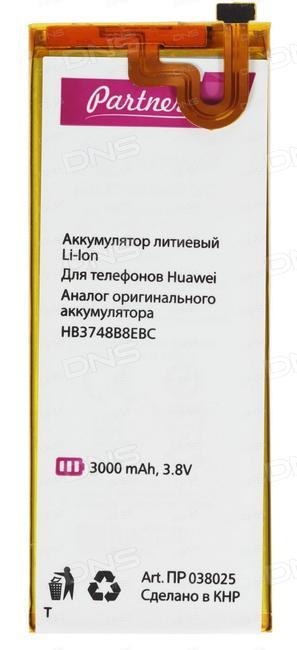 Partner
Аккумулятор литиевый
Li-Ion
Для телефонов Huawei
Аналог оригинального
аккумулятора
HB3748B8EBC
3000 mAh, 3.8V
Art. ПР 038025
Сделано в КНР
T
DNS